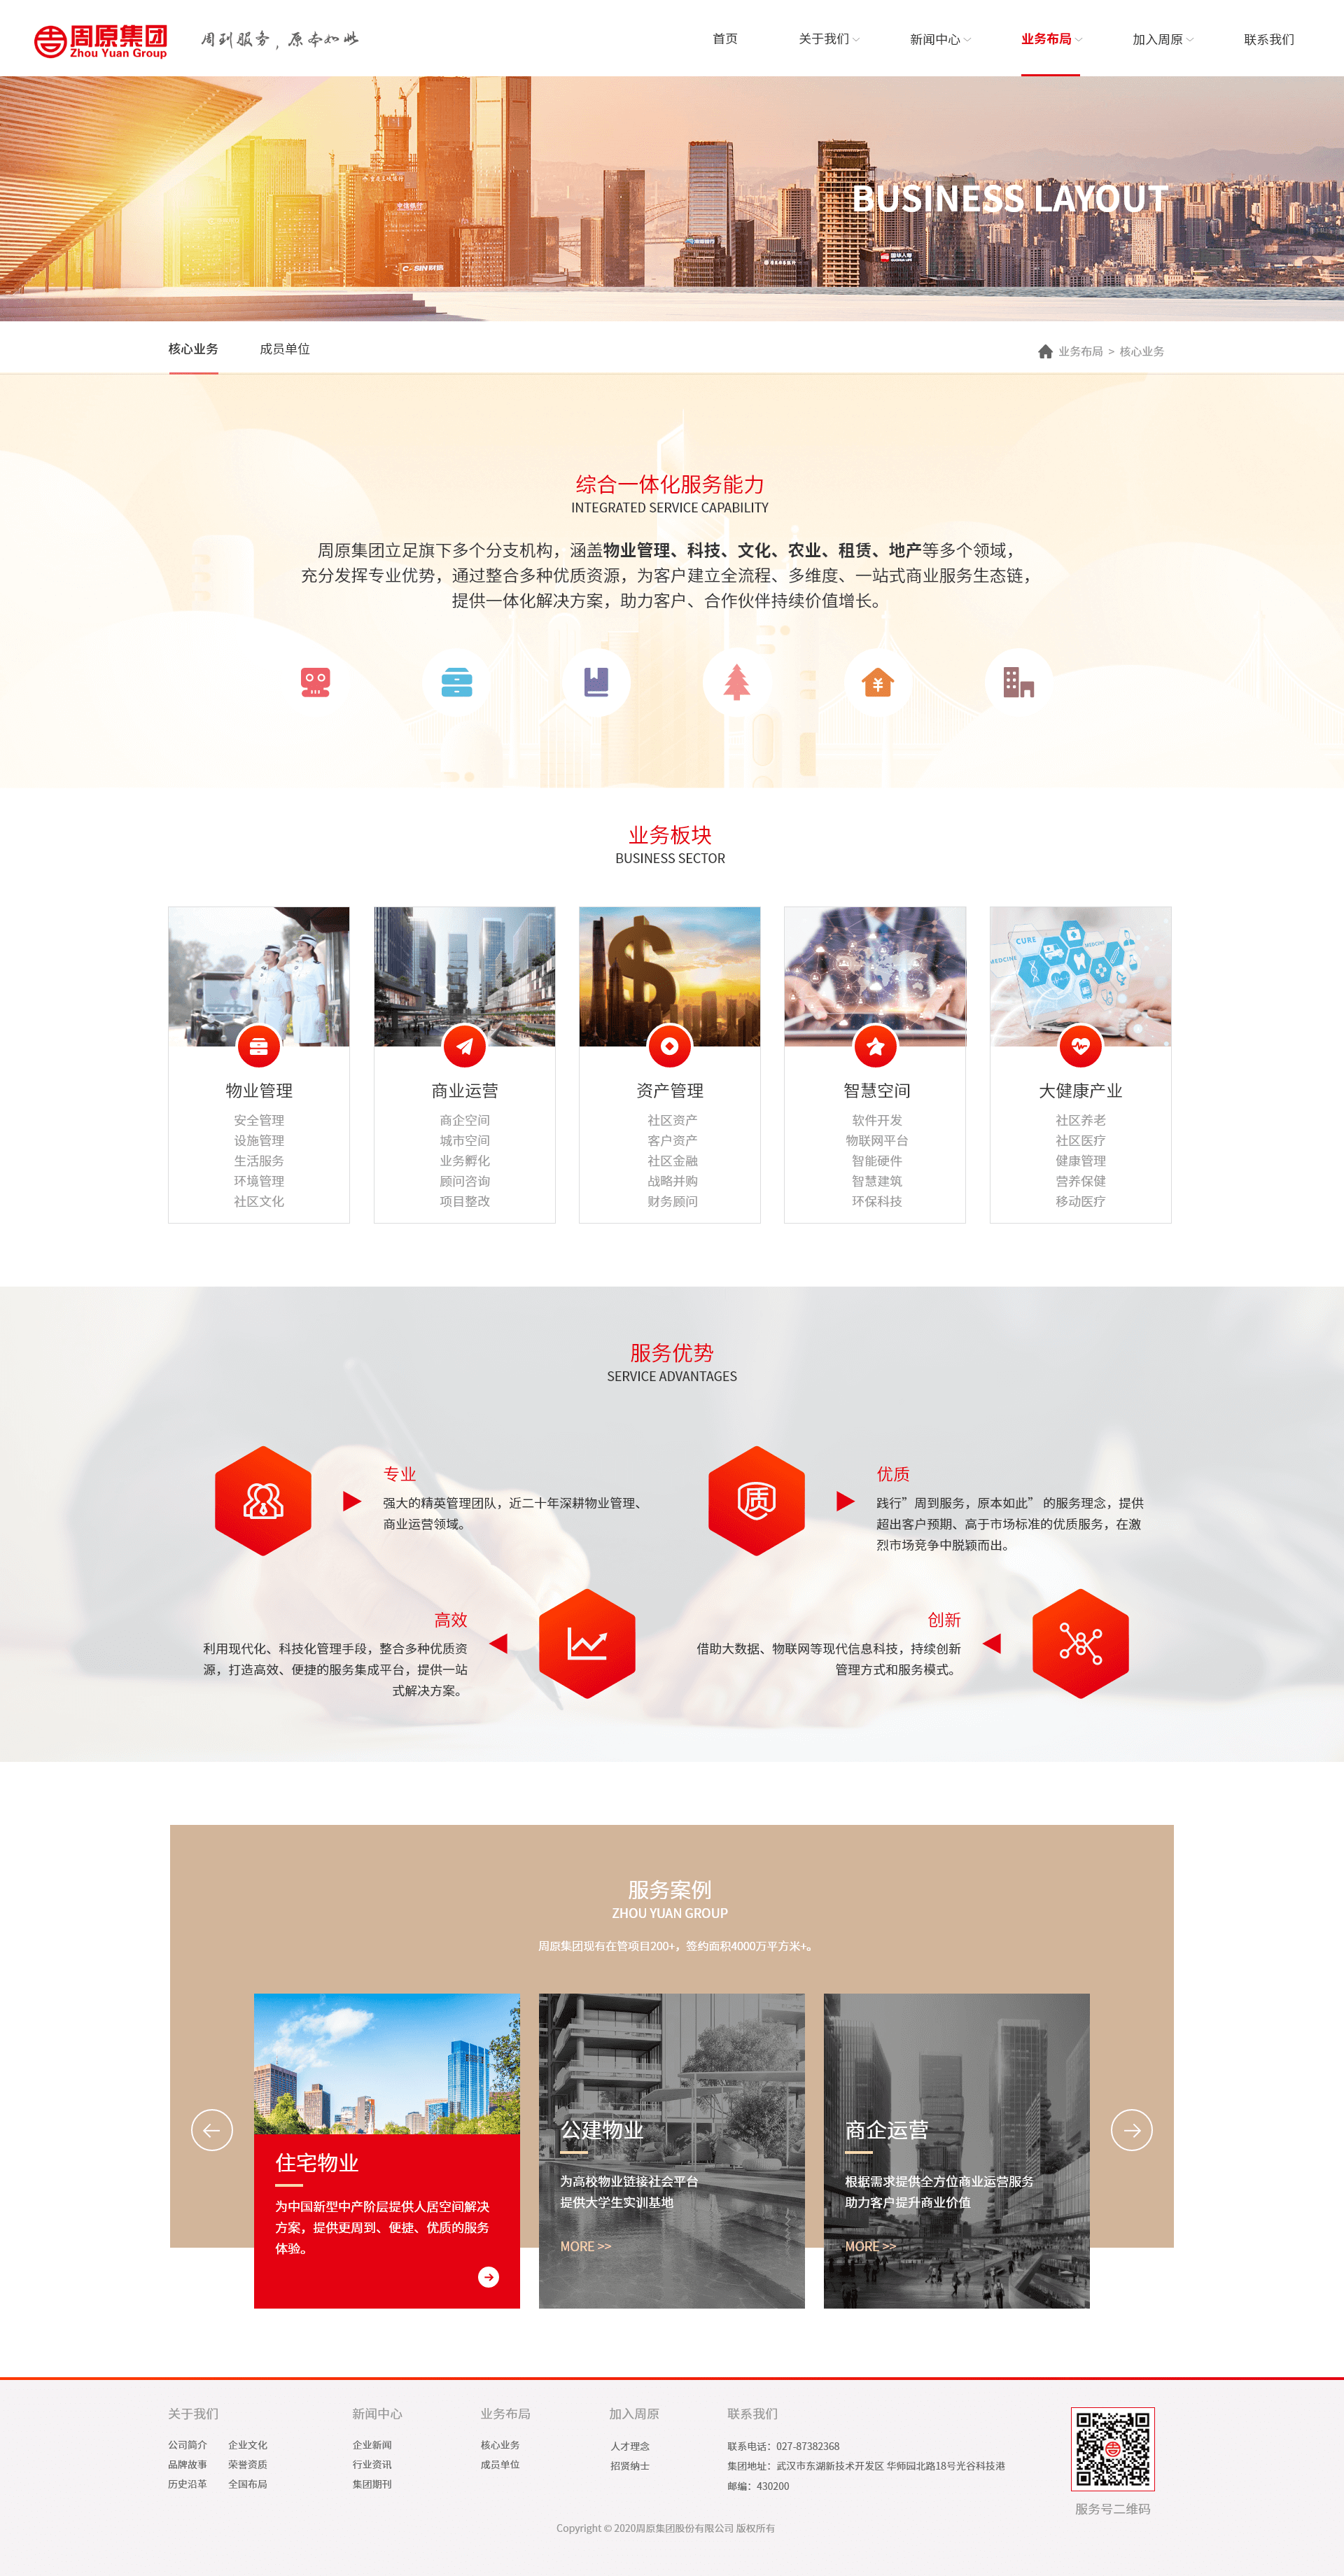 周原集团
Zhou Yuan Group
周到服务，原本如此
首页
关于我们
新闻中心
业务布局
加入周原
联系我们
BUSINESS LAYOUT
中信银行
核心业务
成员单位
业务布局 > 核心业务
综合一体化服务能力
INTEGRATED SERVICE CAPABILITY
周原集团立足旗下多个分支机构，涵盖物业管理、科技、文化、农业、租赁、地产等多个领域，
充分发挥专业优势，通过整合多种优质资源，为客户建立全流程、多维度、一站式商业服务生态链，
提供一体化解决方案，助力客户、合作伙伴持续价值增长。
业务板块
BUSINESS SECTOR
CURE
MEDCINE
MEDCINE
物业管理
安全管理
设施管理
生活服务
环境管理
社区文化
商业运营
商企空间
城市空间
业务孵化
顾问咨询
项目整改
资产管理
社区资产
客户资产
社区金融
战略并购
财务顾问
智慧空间
软件开发
物联网平台
智能硬件
智慧建筑
环保科技
大健康产业
社区养老
社区医疗
健康管理
营养保健
移动医疗
服务优势
SERVICE ADVANTAGES
专业
强大的精英管理团队，近二十年深耕物业管理、
商业运营领域。
质
优质
践行”周到服务，原本如此” 的服务理念，提供
超出客户预期、高于市场标准的优质服务，在激
烈市场竞争中脱颖而出。
高效
利用现代化、科技化管理手段，整合多种优质资
源，打造高效、便捷的服务集成平台，提供一站
式解决方案。
创新
借助大数据、物联网等现代信息科技，持续创新
管理方式和服务模式。
服务案例
ZHOU YUAN GROUP
周原集团现有在管项目200+，签约面积4000万平方米+。
住宅物业
为中国新型中产阶层提供人居空间解决
方案，提供更周到、便捷、优质的服务
体验。
公建物业
为高校物业链接社会平台
提供大学生实训基地
MORE >>
商企运营
根据需求提供全方位商业运营服务
助力客户提升商业价值
MORE >>
关于我们
公司简介 企业文化
品牌故事 荣誉资质
历史沿革 全国布局
新闻中心
企业新闻
行业资讯
集团期刊
业务布局
核心业务
成员单位
加入周原
人才理念
招贤纳士
联系我们
联系电话：027-87382368
集团地址：武汉市东湖新技术开发区 华师园北路18号光谷科技港
邮编：430200
服务号二维码
Copyright © 2020周原集团股份有限公司 版权所有